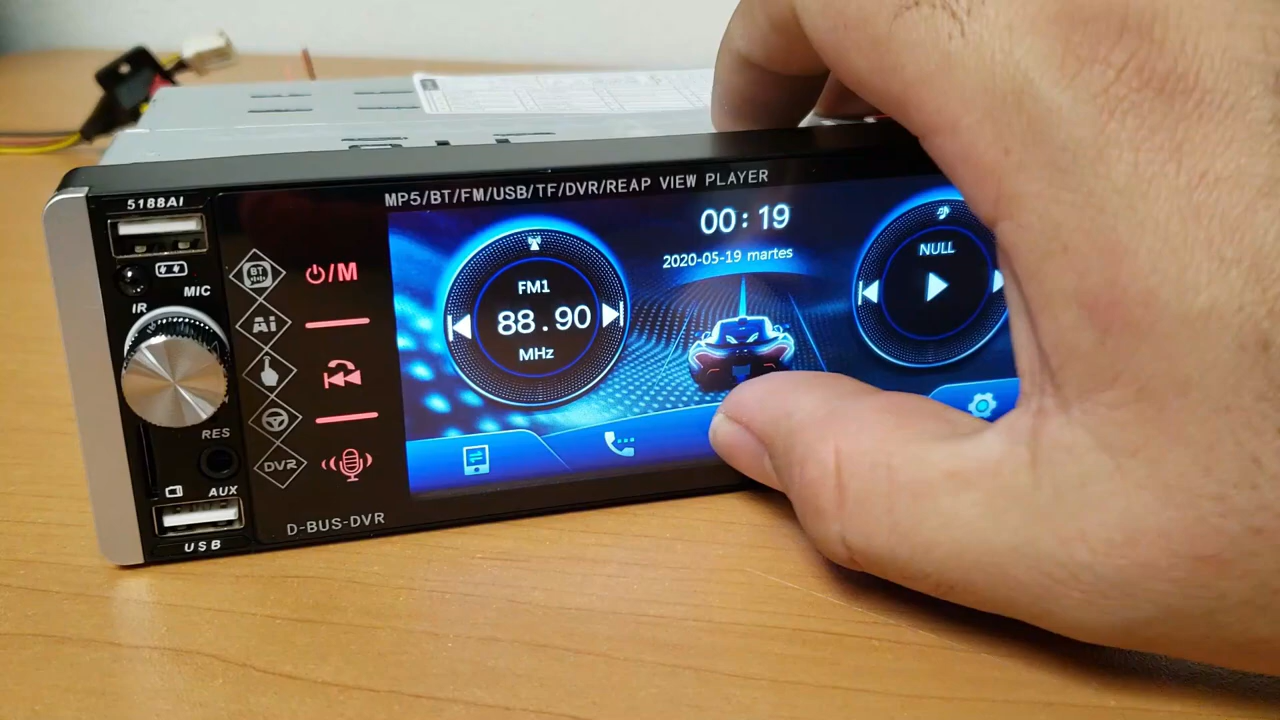 MP5/BT/FM/USB/TF/DVR/REAP VIEW PLAYER
5188AI
MIC
IR
RES
AUX
USB
BT
Ai
DVR
D-BUS-DVR
⏻/M
FM1
88.90
MHz
00:19
2020-05-19 martes
NULL